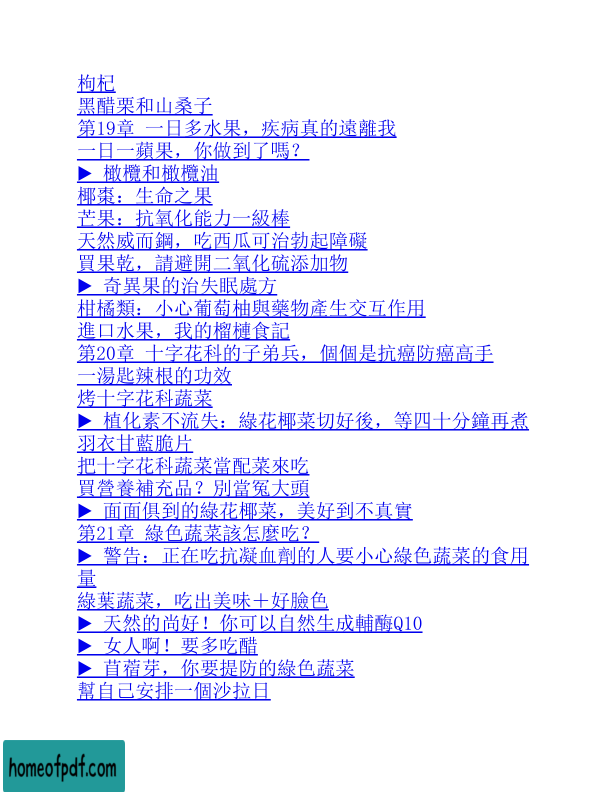 枸杞
黑醋栗和山桑子
第19章 一日多水果，疾病真的遠離我
一日一蘋果，你做到了嗎？
▶ 橄欖和橄欖油
椰棗：生命之果
芒果：抗氧化能力一級棒
天然威而鋼，吃西瓜可治勃起障礙
買果乾，請避開二氧化硫添加物
▶ 奇異果的治失眠處方
柑橘類：小心葡萄柚與藥物產生交互作用
進口水果，我的榴槤食記
第20章 十字花科的子弟兵，個個是抗癌防癌高手
一湯匙辣根的功效
烤十字花科蔬菜
▶ 植化素不流失：綠花椰菜切好後，等四十分鐘再煮
羽衣甘藍脆片
把十字花科蔬菜當配菜來吃
買營養補充品？別當冤大頭
▶ 面面俱到的綠花椰菜，美好到不真實
第21章 綠色蔬菜該怎麼吃？
▶ 警告：正在吃抗凝血劑的人要小心綠色蔬菜的食用
量
綠葉蔬菜，吃出美味＋好臉色
▶ 天然的尚好！你可以自然生成輔酶Q10
▶ 女人啊！要多吃醋
▶ 苜蓿芽，你要提防的綠色蔬菜
幫自己安排一個沙拉日
homeofpdf.com